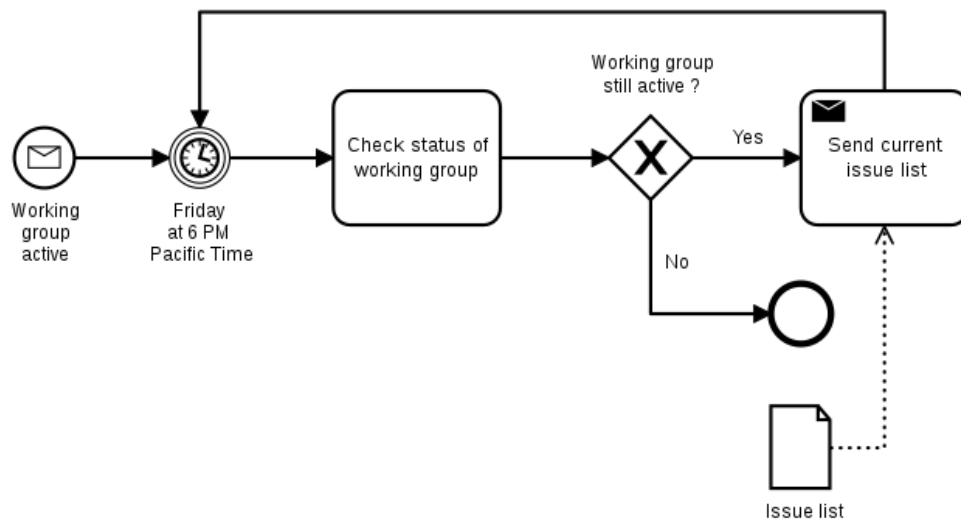 Working
group
active
Friday
at 6 PM
Pacific Time
Check status of
working group
Working group
still active ?
Yes
No
Send current
issue list
Issue list